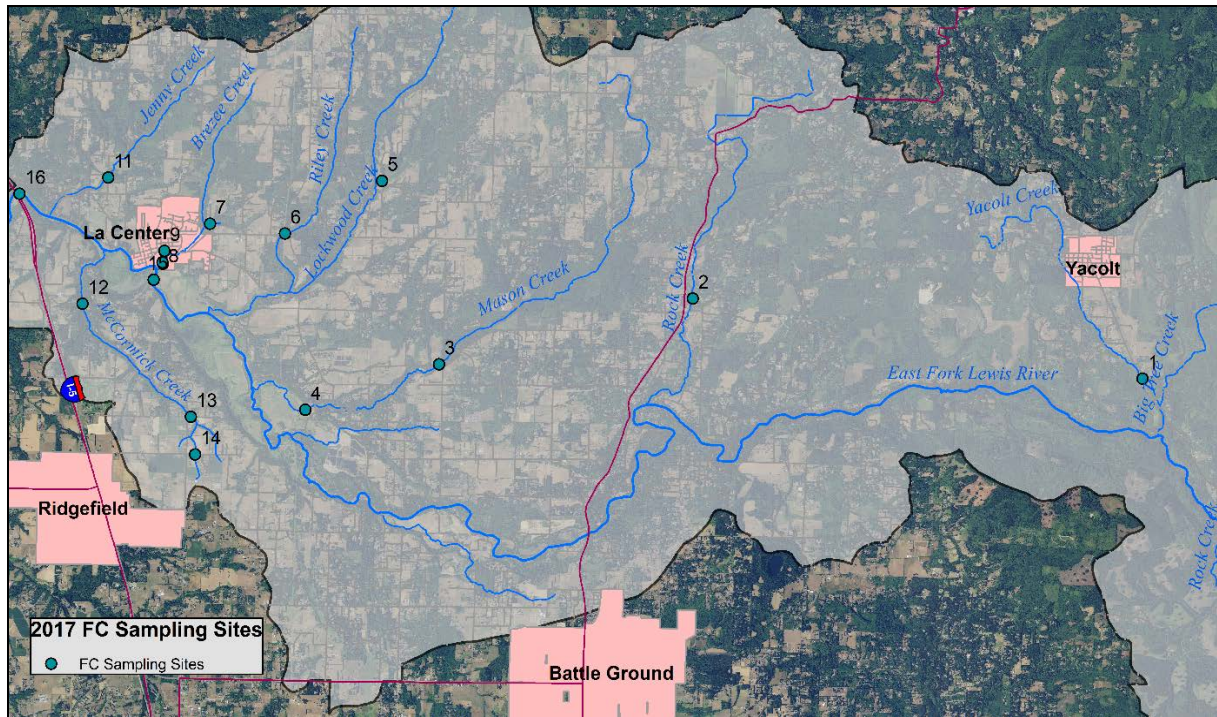 Jenny Creek
Brezee Creek
Riley Creek
Lockwood Creek
11
16
5
7
6
La Center
9
8
12
McCormick Creek
Mason Creek
Rock Creek
2
Yacolt Creek
Yacolt
3
1
Big Tree Creek
East Fork Lewis River
4
I-5
13
14
Ridgefield
Rock Creek
2017 FC Sampling Sites
FC Sampling Sites
Battle Ground